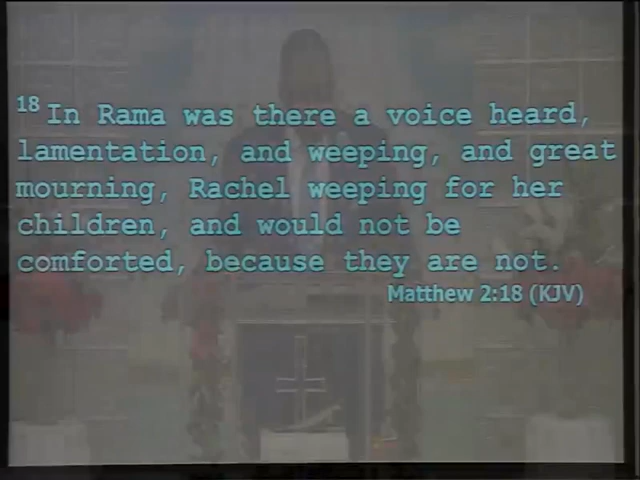 18 In Rama was there a voice heard,
lamentation, and weeping, and great
mourning, Rachel weeping for her
children, and would not be
comforted, because they are not.
Matthew 2:18 (KJV)